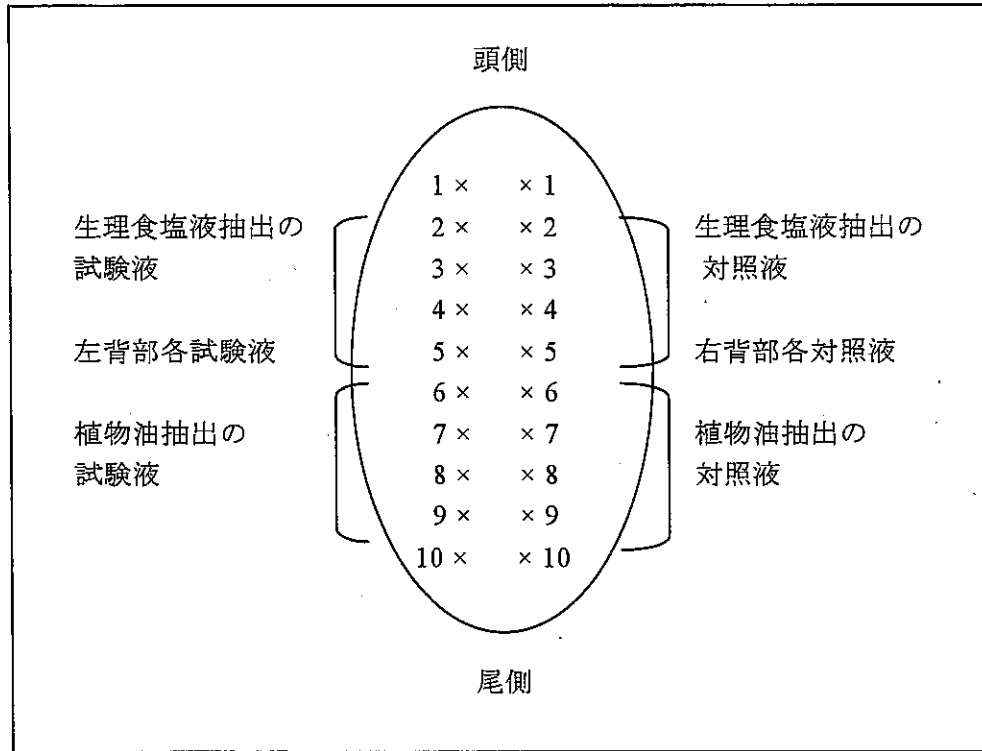 頭側
1 × × 1
生理食塩液抽出の 2 × × 2 生理食塩液抽出の
試験液 3 × × 3 対照液
4 × × 4
左背部各試験液 5 × × 5 右背部各対照液
6 × × 6
植物油抽出の 7 × × 7 植物油抽出の
試験液 8 × × 8 対照液
9 × × 9
10 × × 10
尾側